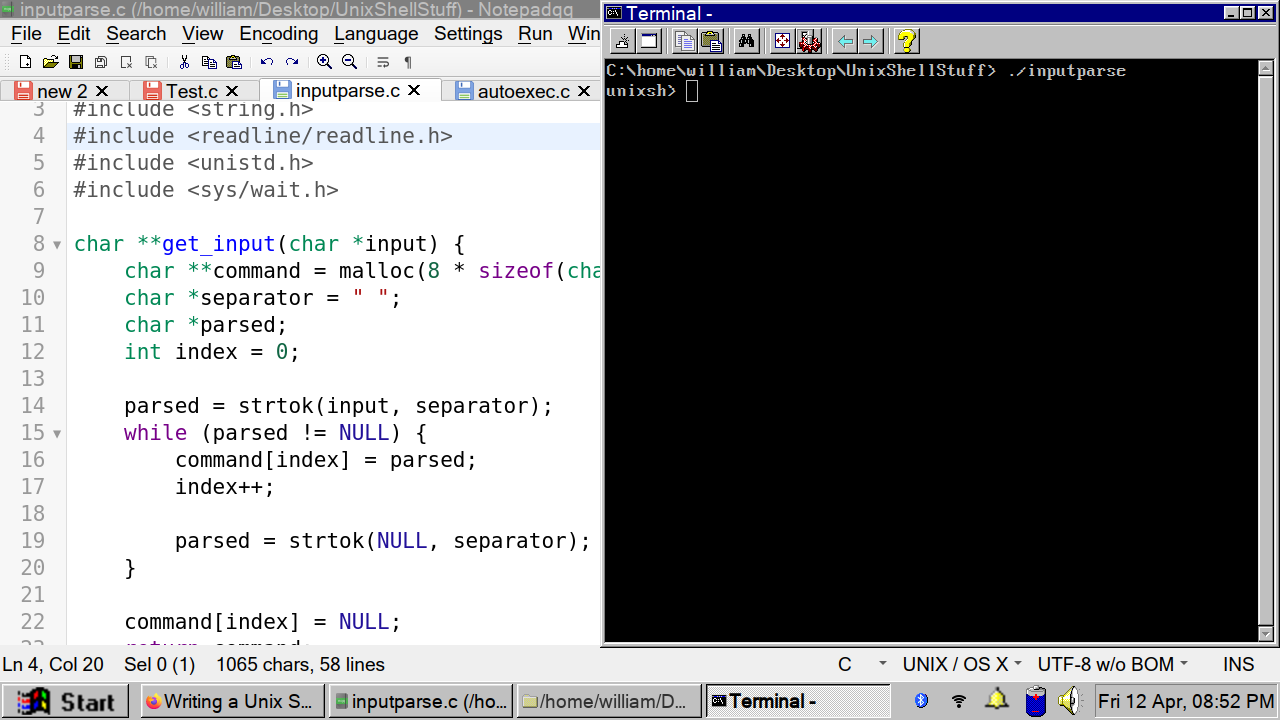 inputparse.c (/home/william/Desktop/UnixShellStuff) - Notepadqq
File Edit Search View Encoding Language Settings Run Win
new 2 Test.c inputparse.c autoexec.c
3 #include <string.h>
4 #include <readline/readline.h>
5 #include <unistd.h>
6 #include <sys/wait.h>
7
8 char **get_input(char *input) {
9 char **command = malloc(8 * sizeof(cha
10 char *separator = " ";
11 char *parsed;
12 int index = 0;
13
14 parsed = strtok(input, separator);
15 while (parsed != NULL) {
16 command[index] = parsed;
17 index++;
18
19 parsed = strtok(NULL, separator);
20 }
21
22 command[index] = NULL;
23 return command;
Terminal -
C:\home\william\Desktop\UnixShellStuff> ./inputparse
unixsh>
Ln 4, Col 20 Sel 0 (1) 1065 chars, 58 lines C UNIX / OS X UTF-8 w/o BOM INS
Start Writing a Unix S... inputparse.c (/ho... /home/william/D... Terminal - Fri 12 Apr, 08:52 PM